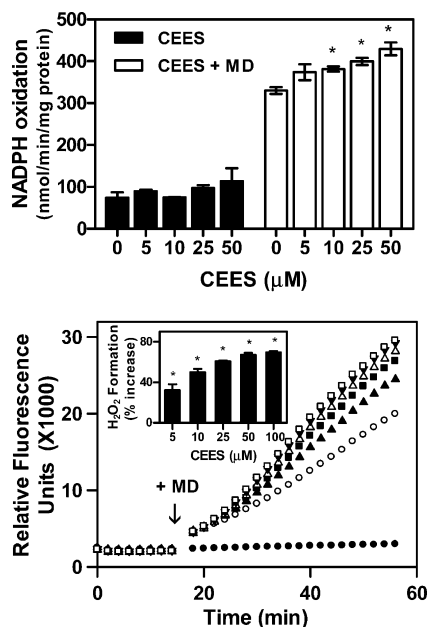 CEES
CEES + MD
* * *
500
400
300
200
100
0
NADPH oxidation
(nmol/min/mg protein)
0 5 10 25 50 0 5 10 25 50
CEES (μM)
30
20
10
0
Relative Fluorescence
Units (X1000)
+ MD
80
40
0
H₂O₂ Formation
(% increase)
* * * * *
5 10 25 50 100
CEES (μM)
0 20 40 60
Time (min)